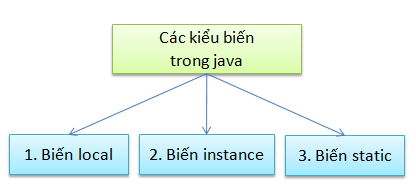 Các kiểu biến
trong java
1. Biến local
2. Biến instance
3. Biến static